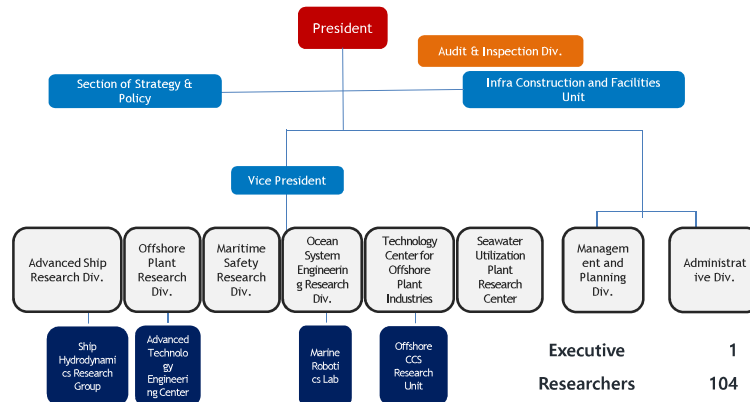 President
Audit & Inspection Div.
Section of Strategy &
Policy
Infra Construction and Facilities
Unit
Vice President
Advanced Ship
Research Div.
Offshore
Plant
Research
Div.
Maritime
Safety
Research
Div.
Ocean
System
Engineerin
g Research
Div.
Technology
Center for
Offshore
Plant
Industries
Seawater
Utilization
Plant
Research
Center
Managem
ent and
Planning
Div.
Administrat
ive Div.
Ship
Hydrodynami
cs Research
Group
Advanced
Technolo
gy
Engineeri
ng Center
Marine
Roboti
cs Lab
Offshore
CCS
Research
Unit
Executive 1
Researchers 104